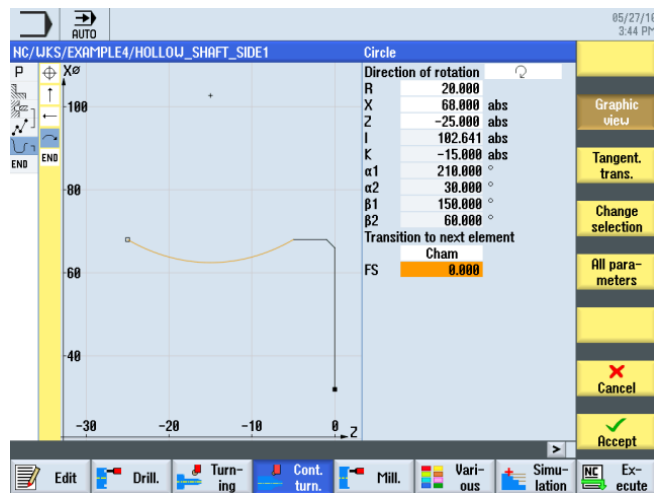 AUTO
05/27/16
3:44 PM
NC/WKS/EXAMPLE4/HOLLOW_SHAFT_SIDE1
Circle
P
END
END
XØ
100
80
60
40
-30
-20
-10
0
Z
Direction of rotation
R 20.000
X 68.000 abs
Z -25.000 abs
I 102.641 abs
K -15.000 abs
α1 210.000 °
α2 30.000 °
β1 150.000 °
β2 60.000 °
Transition to next element
Cham
FS 0.000
Graphic
view
Tangent.
trans.
Change
selection
All para-
meters
Cancel
Accept
>
Edit
Drill.
Turn-
ing
Cont.
turn.
Mill.
Vari-
ous
Simu-
lation
NC
Ex-
ecute